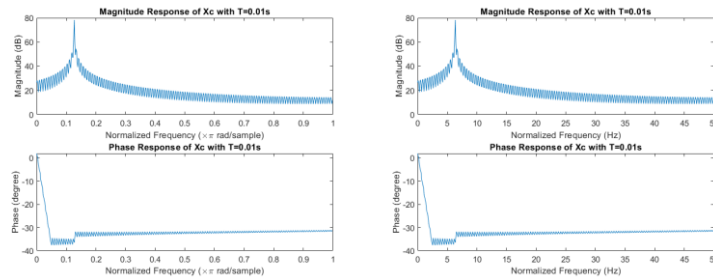 Magnitude Response of Xc with T=0.01s
Magnitude (dB)
80
60
40
20
0
0 0.1 0.2 0.3 0.4 0.5 0.6 0.7 0.8 0.9 1
Normalized Frequency (×π rad/sample)
Phase Response of Xc with T=0.01s
Phase (degree)
0
-10
-20
-30
-40
0 0.1 0.2 0.3 0.4 0.5 0.6 0.7 0.8 0.9 1
Normalized Frequency (×π rad/sample)
Magnitude Response of Xc with T=0.01s
Magnitude (dB)
80
60
40
20
0
0 5 10 15 20 25 30 35 40 45
Normalized Frequency (Hz)
Phase Response of Xc with T=0.01s
Phase (degree)
0
-10
-20
-30
-40
0 5 10 15 20 25 30 35 40 45
Normalized Frequency (Hz)